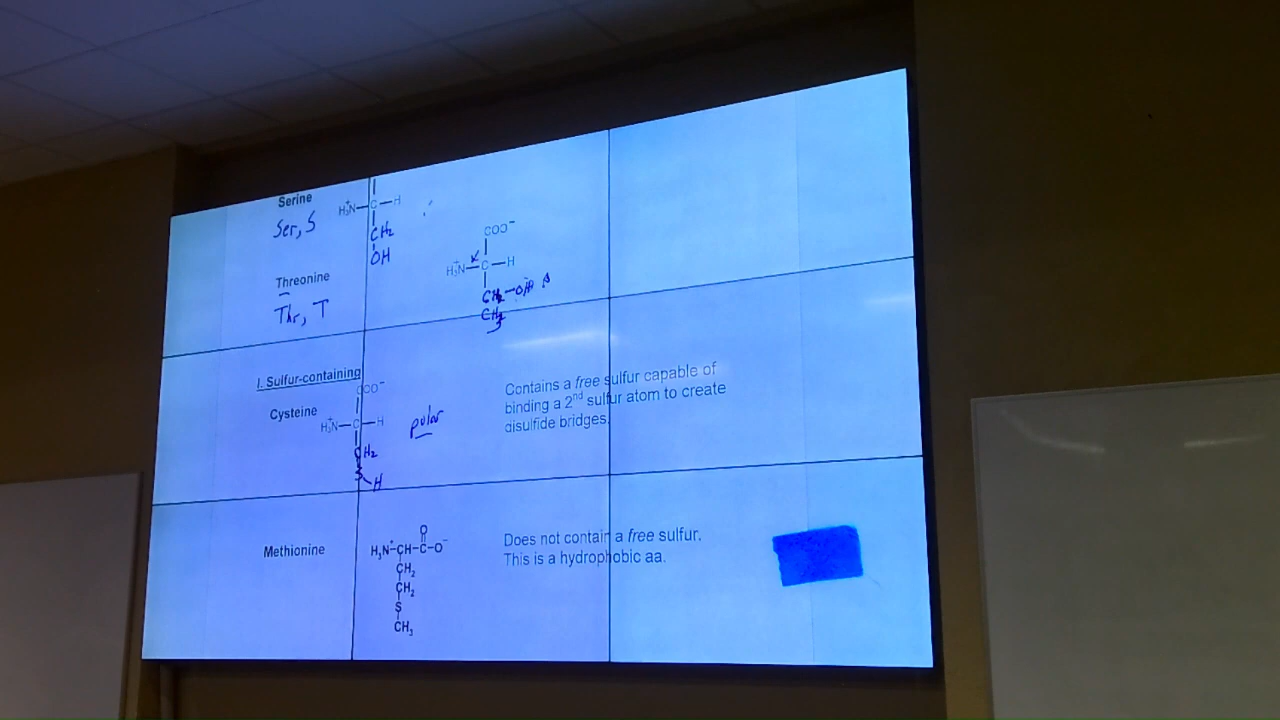 Serine
Ser, S
H₃N⁺—C—H
CH₂
OH
COO⁻
H₃N⁺—C—H
Threonine
Thr, T
CH₃
I. Sulfur-containing
COO⁻
Cysteine
H₃N⁺—C—H
polar
CH₂
S
H
Contains a free sulfur capable of
binding a 2nd sulfur atom to create
disulfide bridges.
Methionine
O
H₃N⁺-CH-C-O⁻
CH₂
CH₂
S
CH₃
Does not contain a free sulfur.
This is a hydrophobic aa.